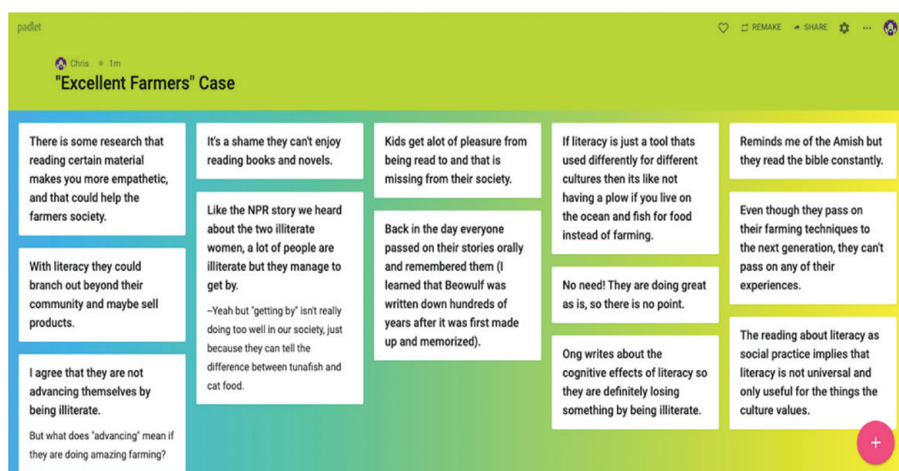 padlet
REMAKE
SHARE
Chris
1m
"Excellent Farmers" Case
There is some research that
reading certain material
makes you more empathetic,
and that could help the
farmers society.
With literacy they could
branch out beyond their
community and maybe sell
products.
I agree that they are not
advancing themselves by
being illiterate.
But what does "advancing" mean if
they are doing amazing farming?
It's a shame they can't enjoy
reading books and novels.
Like the NPR story we heard
about the two illiterate
women, a lot of people are
illiterate but they manage to
get by.
–Yeah but "getting by" isn't really
doing too well in our society, just
because they can tell the
difference between tunafish and
cat food.
Kids get alot of pleasure from
being read to and that is
missing from their society.
Back in the day everyone
passed on their stories orally
and remembered them (I
learned that Beowulf was
written down hundreds of
years after it was first made
up and memorized).
If literacy is just a tool thats
used differently for different
cultures then its like not
having a plow if you live on
the ocean and fish for food
instead of farming.
No need! They are doing great
as is, so there is no point.
Ong writes about the
cognitive effects of literacy so
they are definitely losing
something by being illiterate.
Reminds me of the Amish but
they read the bible constantly.
Even though they pass on
their farming techniques to
the next generation, they can't
pass on any of their
experiences.
The reading about literacy as
social practice implies that
literacy is not universal and
only useful for the things the
culture values.